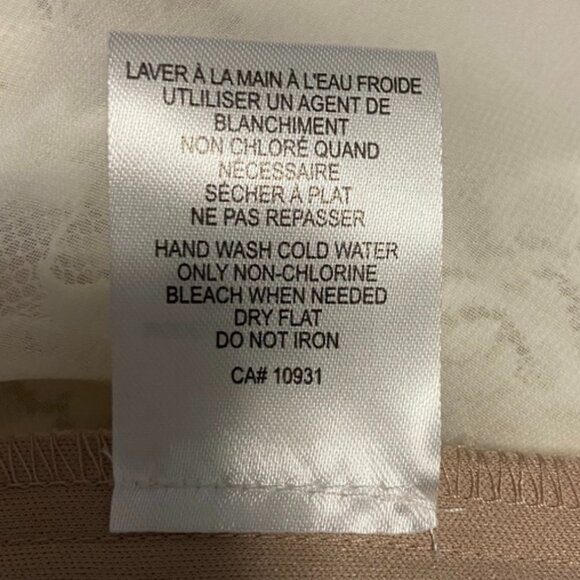 LAVER À LA MAIN À L'EAU FROIDE
UTLILISER UN AGENT DE
BLANCHIMENT
NON CHLORÉ QUAND
NÉCESSAIRE
SÉCHER À PLAT
NE PAS REPASSER
HAND WASH COLD WATER
ONLY NON-CHLORINE
BLEACH WHEN NEEDED
DRY FLAT
DO NOT IRON
CA# 10931